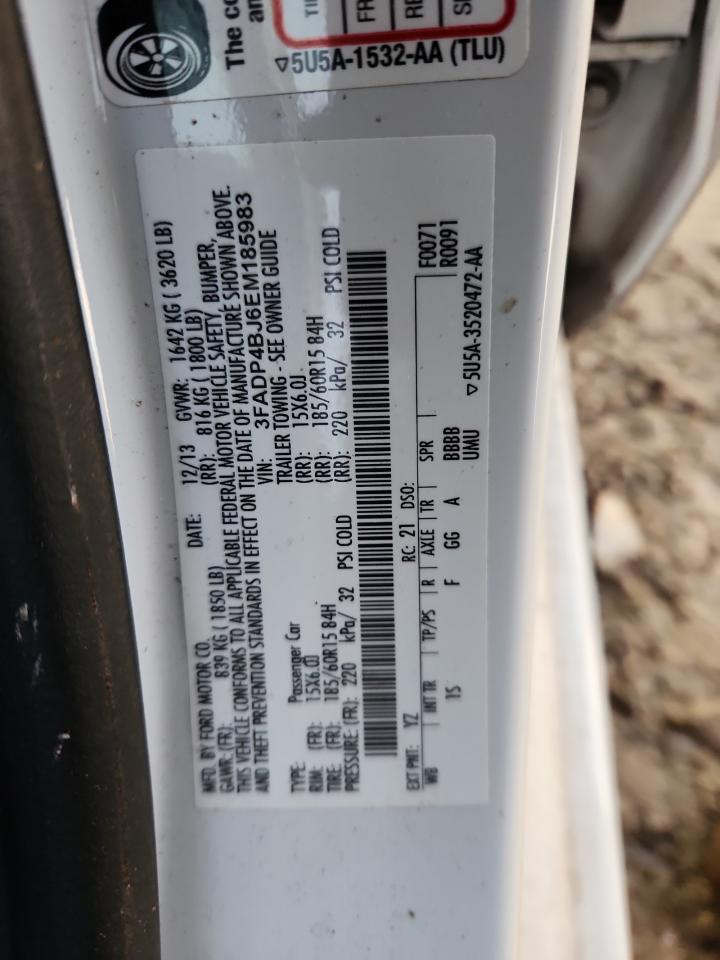 The co
an
TI
FR
RE
SP
▽5U5A-1532-AA (TLU)
MFD. BY FORD MOTOR CO.
DATE: 12/13 GVWR: 1642 KG ( 3620 LB)
GAWR: (FR): 839 KG ( 1850 LB) (RR): 816 KG ( 1800 LB)
THIS VEHICLE CONFORMS TO ALL APPLICABLE FEDERAL MOTOR VEHICLE SAFETY, BUMPER,
AND THEFT PREVENTION STANDARDS IN EFFECT ON THE DATE OF MANUFACTURE SHOWN ABOVE.
VIN: 3FADP4BJ6EM185983
TYPE: Passenger Car TRAILER TOWING - SEE OWNER GUIDE
RIM: (FR): 15X6.0J (RR): 15X6.0J
TIRE: (FR): 185/60R15 84H (RR): 185/60R15 84H
PRESSURE: (FR): 220 kPa/ 32 PSI COLD (RR): 220 kPa/ 32 PSI COLD
EXT PNT: YZ RC: 21 DSO: F0071
WB INT TR TP/PS R AXLE TR SPR R0091
1S F GG A BBBB
UMU
▽5U5A-3520472-AA